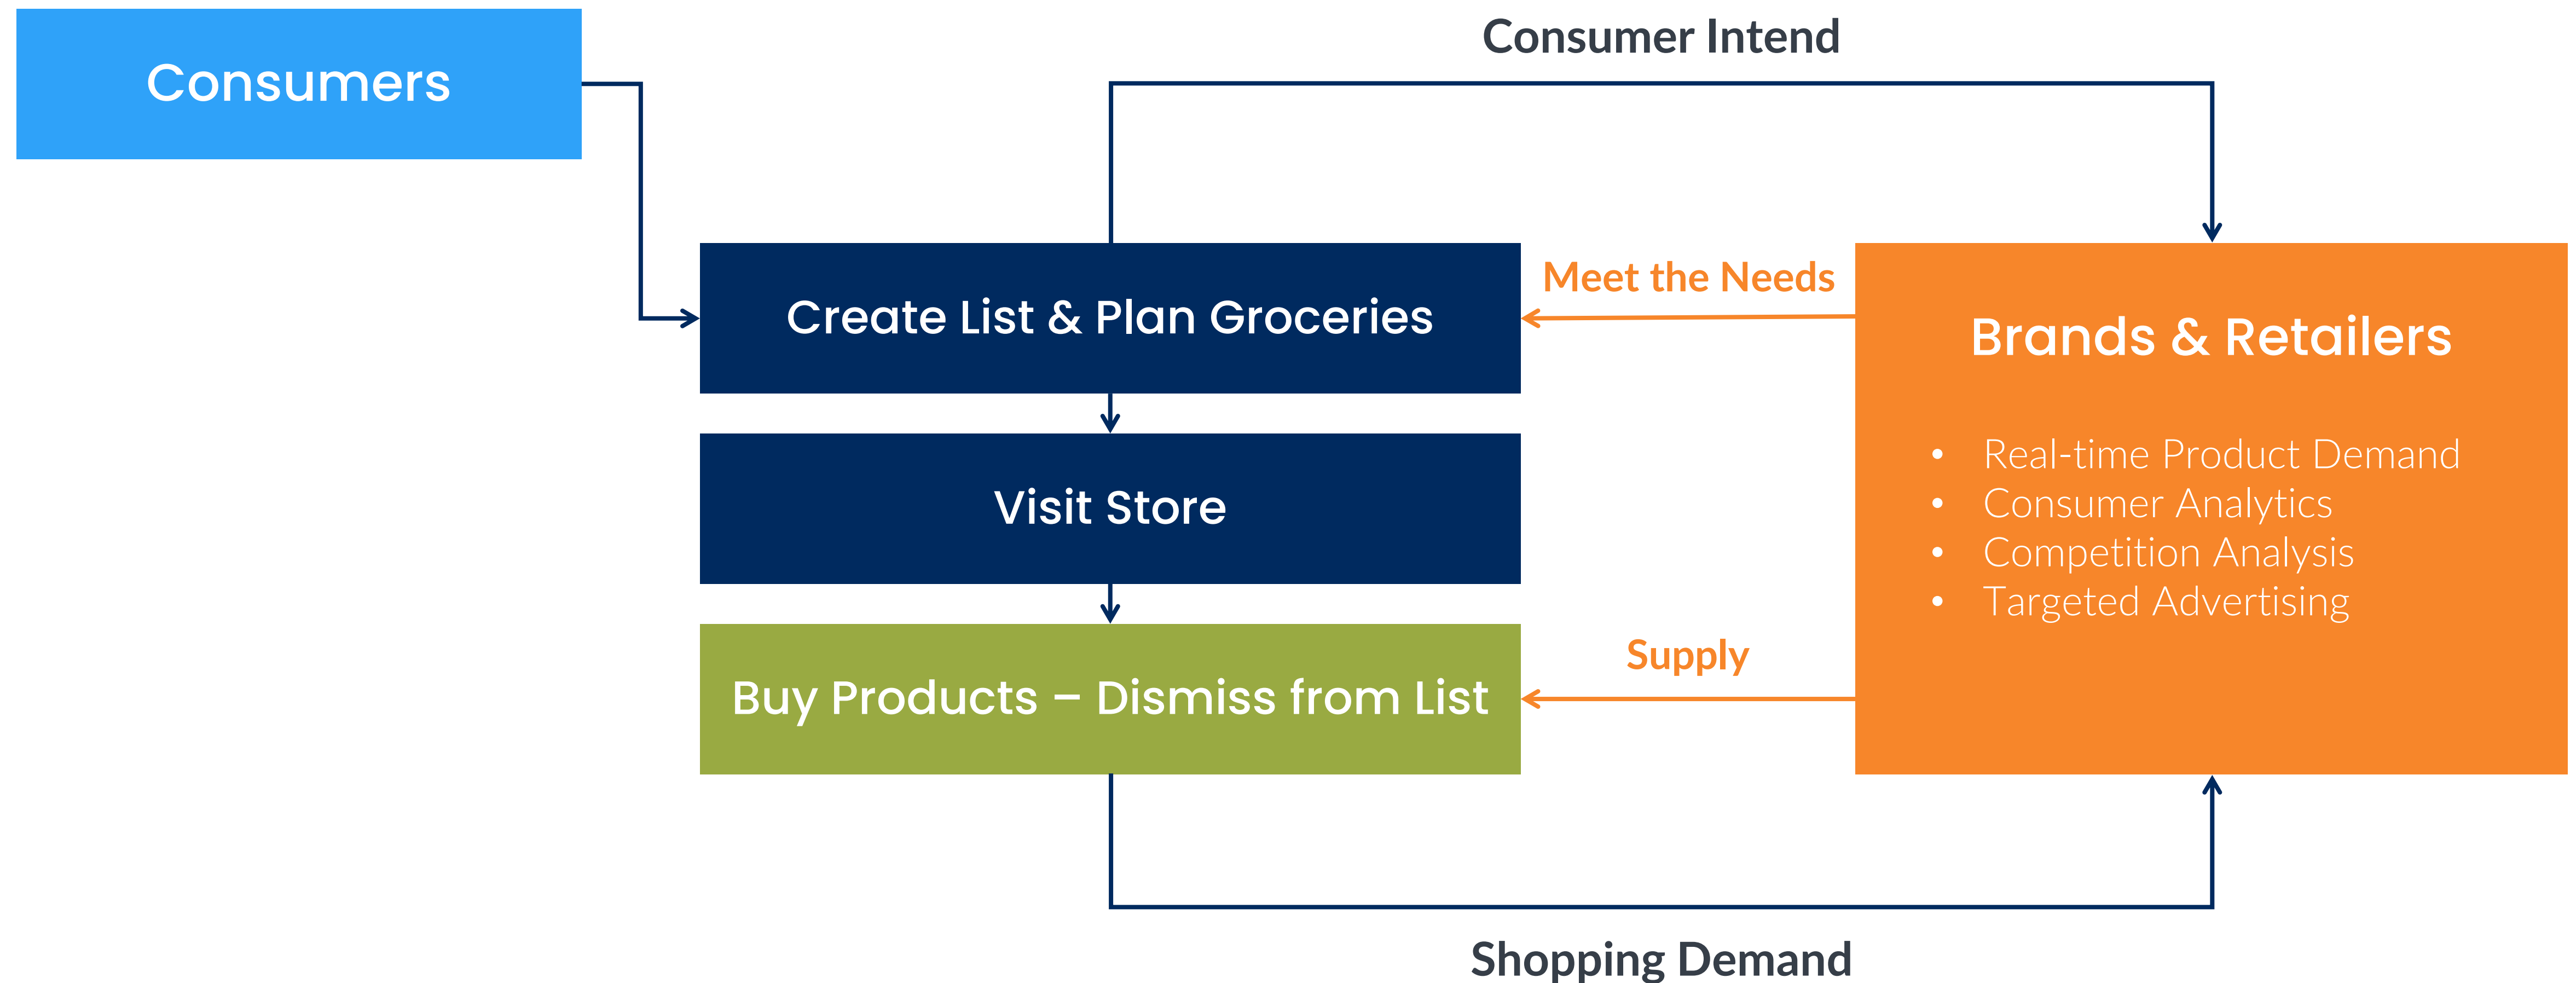 Consumer Intend
Consumers
Create List & Plan Groceries
Meet the Needs
Brands & Retailers
• Real-time Product Demand
• Consumer Analytics
• Competition Analysis
• Targeted Advertising
Visit Store
Supply
Buy Products – Dismiss from List
Shopping Demand